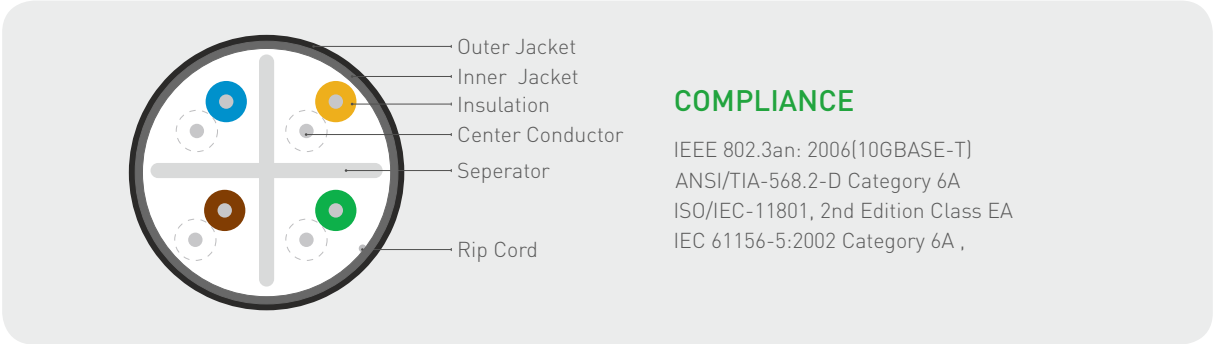 Outer Jacket
Inner Jacket
Insulation
Center Conductor
Seperator
Rip Cord
COMPLIANCE
IEEE 802.3an: 2006(10GBASE-T)
ANSI/TIA-568.2-D Category 6A
ISO/IEC-11801, 2nd Edition Class EA
IEC 61156-5:2002 Category 6A ,